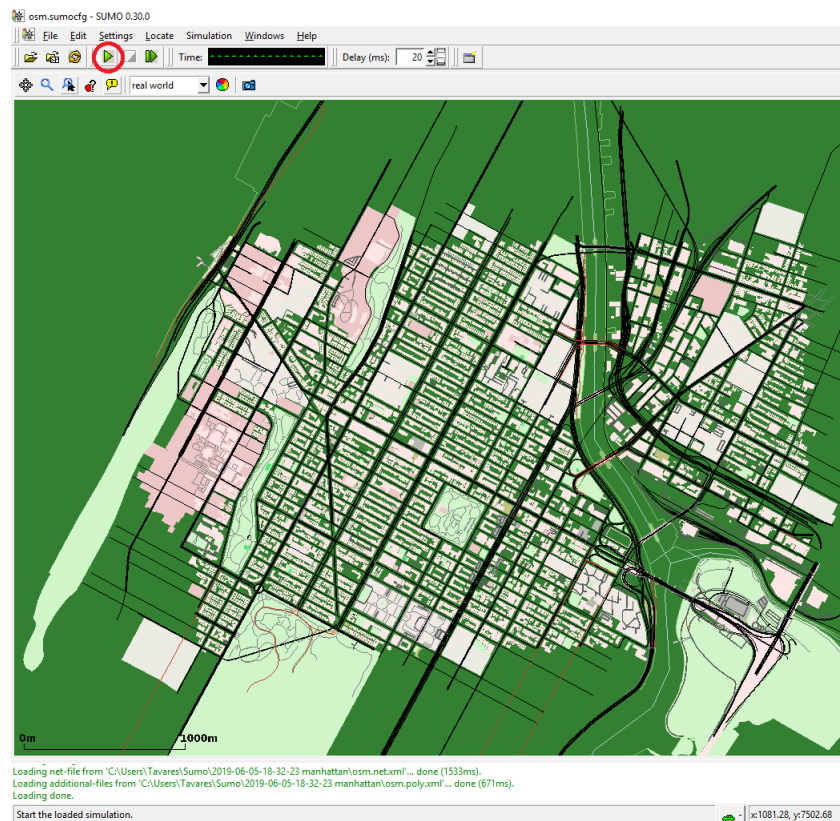 osm.sumocfg - SUMO 0.30.0
File Edit Settings Locate Simulation Windows Help
Time: Delay (ms): 20
real world
0m 1000m
Loading net-file from 'C:\Users\Tavares\Sumo\2019-06-05-18-32-23 manhattan\osm.net.xml'... done (1533ms).
Loading additional-files from 'C:\Users\Tavares\Sumo\2019-06-05-18-32-23 manhattan\osm.poly.xml'... done (671ms).
Loading done.
Start the loaded simulation. - x:1081.28, y:7502.68